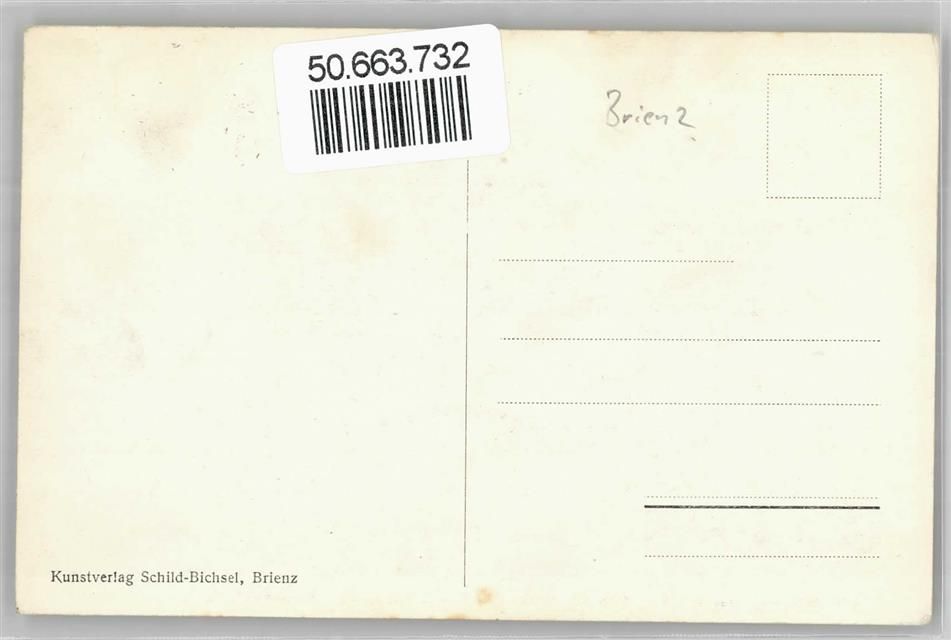 50.663.732
Brienz
Kunstverlag Schild-Bichsel, Brienz